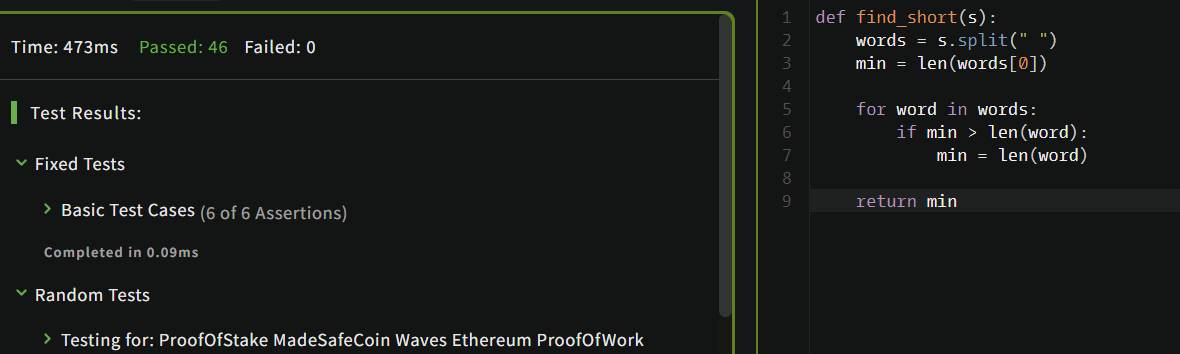 Time: 473ms Passed: 46 Failed: 0
Test Results:
Fixed Tests
Basic Test Cases (6 of 6 Assertions)
Completed in 0.09ms
Random Tests
Testing for: ProofOfStake MadeSafeCoin Waves Ethereum ProofOfWork
1 def find_short(s):
2     words = s.split(" ")
3     min = len(words[0])
4
5     for word in words:
6         if min > len(word):
7             min = len(word)
8
9     return min